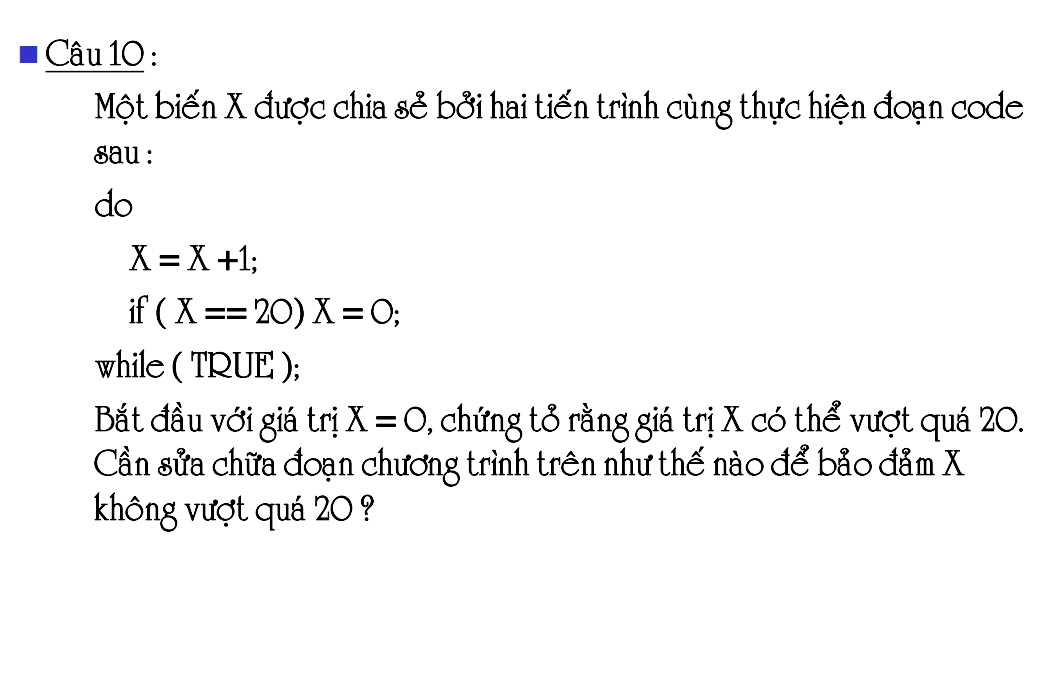 Câu 10 :
Một biến X được chia sẻ bởi hai tiến trình cùng thực hiện đoạn code
sau :
do
X = X +1;
if ( X == 20) X = 0;
while ( TRUE );
Bắt đầu với giá trị X = 0, chứng tỏ rằng giá trị X có thể vượt quá 20.
Cần sửa chữa đoạn chương trình trên như thế nào để bảo đảm X
không vượt quá 20 ?